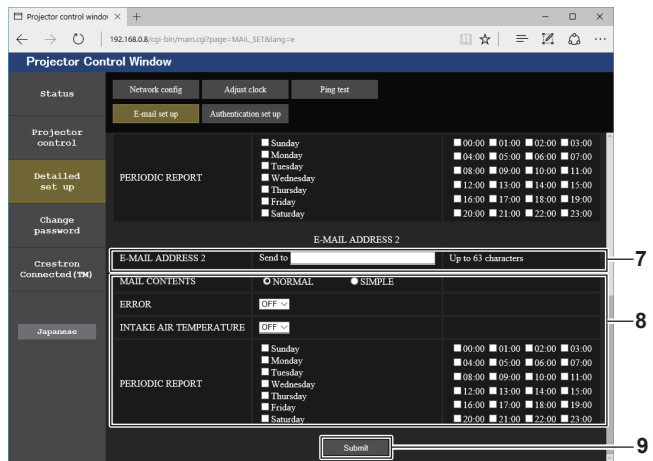 Projector control window
192.168.0.8/cgi-bin/main.cgi?page=MAIL_SET&lang=e
Projector Control Window
Status
Projector
control
Detailed
set up
Change
password
Crestron
Connected(TM)
Japanese
Network config Adjust clock Ping test
E-mail set up Authentication set up
PERIODIC REPORT
Sunday
Monday
Tuesday
Wednesday
Thursday
Friday
Saturday
00:00 01:00 02:00 03:00
04:00 05:00 06:00 07:00
08:00 09:00 10:00 11:00
12:00 13:00 14:00 15:00
16:00 17:00 18:00 19:00
20:00 21:00 22:00 23:00
E-MAIL ADDRESS 2
E-MAIL ADDRESS 2 Send to Up to 63 characters
7
MAIL CONTENTS NORMAL SIMPLE
ERROR OFF
INTAKE AIR TEMPERATURE OFF
8
PERIODIC REPORT
Sunday
Monday
Tuesday
Wednesday
Thursday
Friday
Saturday
00:00 01:00 02:00 03:00
04:00 05:00 06:00 07:00
08:00 09:00 10:00 11:00
12:00 13:00 14:00 15:00
16:00 17:00 18:00 19:00
20:00 21:00 22:00 23:00
Submit
9